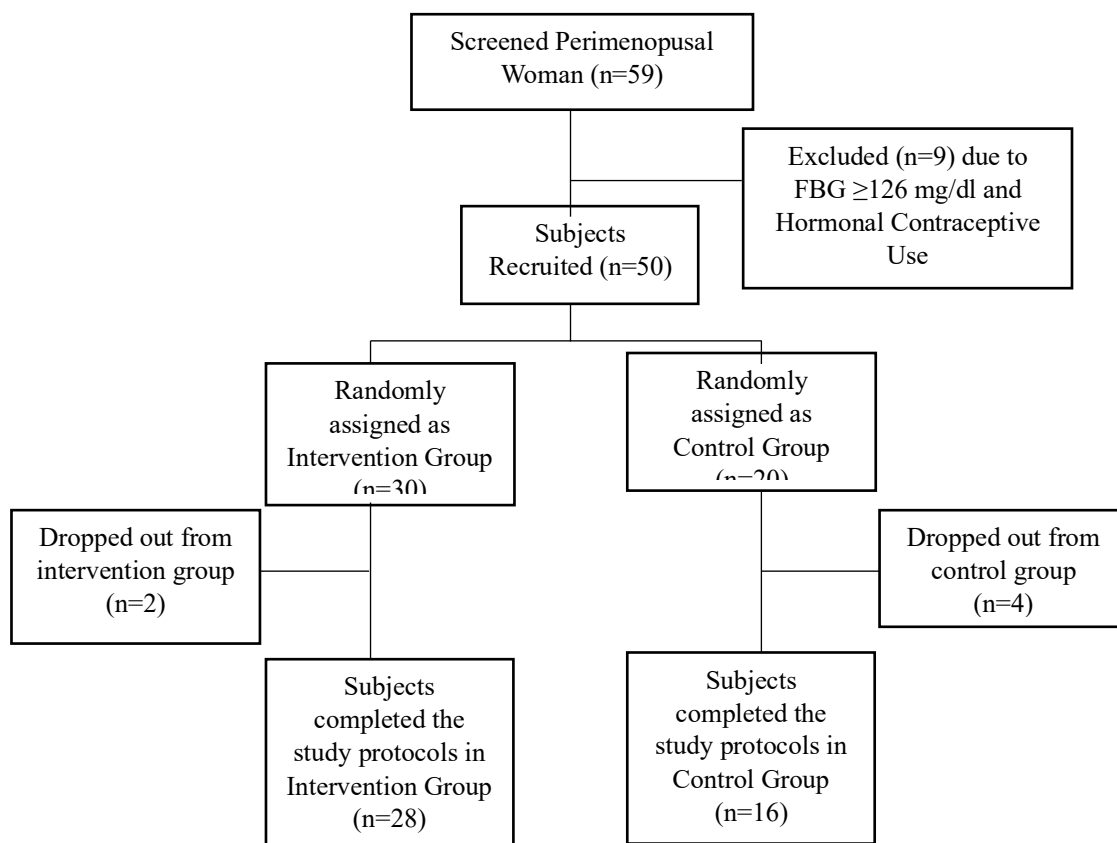 Screened Perimenopusal
Woman (n=59)
Excluded (n=9) due to
FBG ≥126 mg/dl and
Hormonal Contraceptive
Use
Subjects
Recruited (n=50)
Randomly
assigned as
Intervention Group
(n=30)
Randomly
assigned as
Control Group
(n=20)
Dropped out from
intervention group
(n=2)
Dropped out from
control group
(n=4)
Subjects
completed the
study protocols in
Intervention Group
(n=28)
Subjects
completed the
study protocols in
Control Group
(n=16)